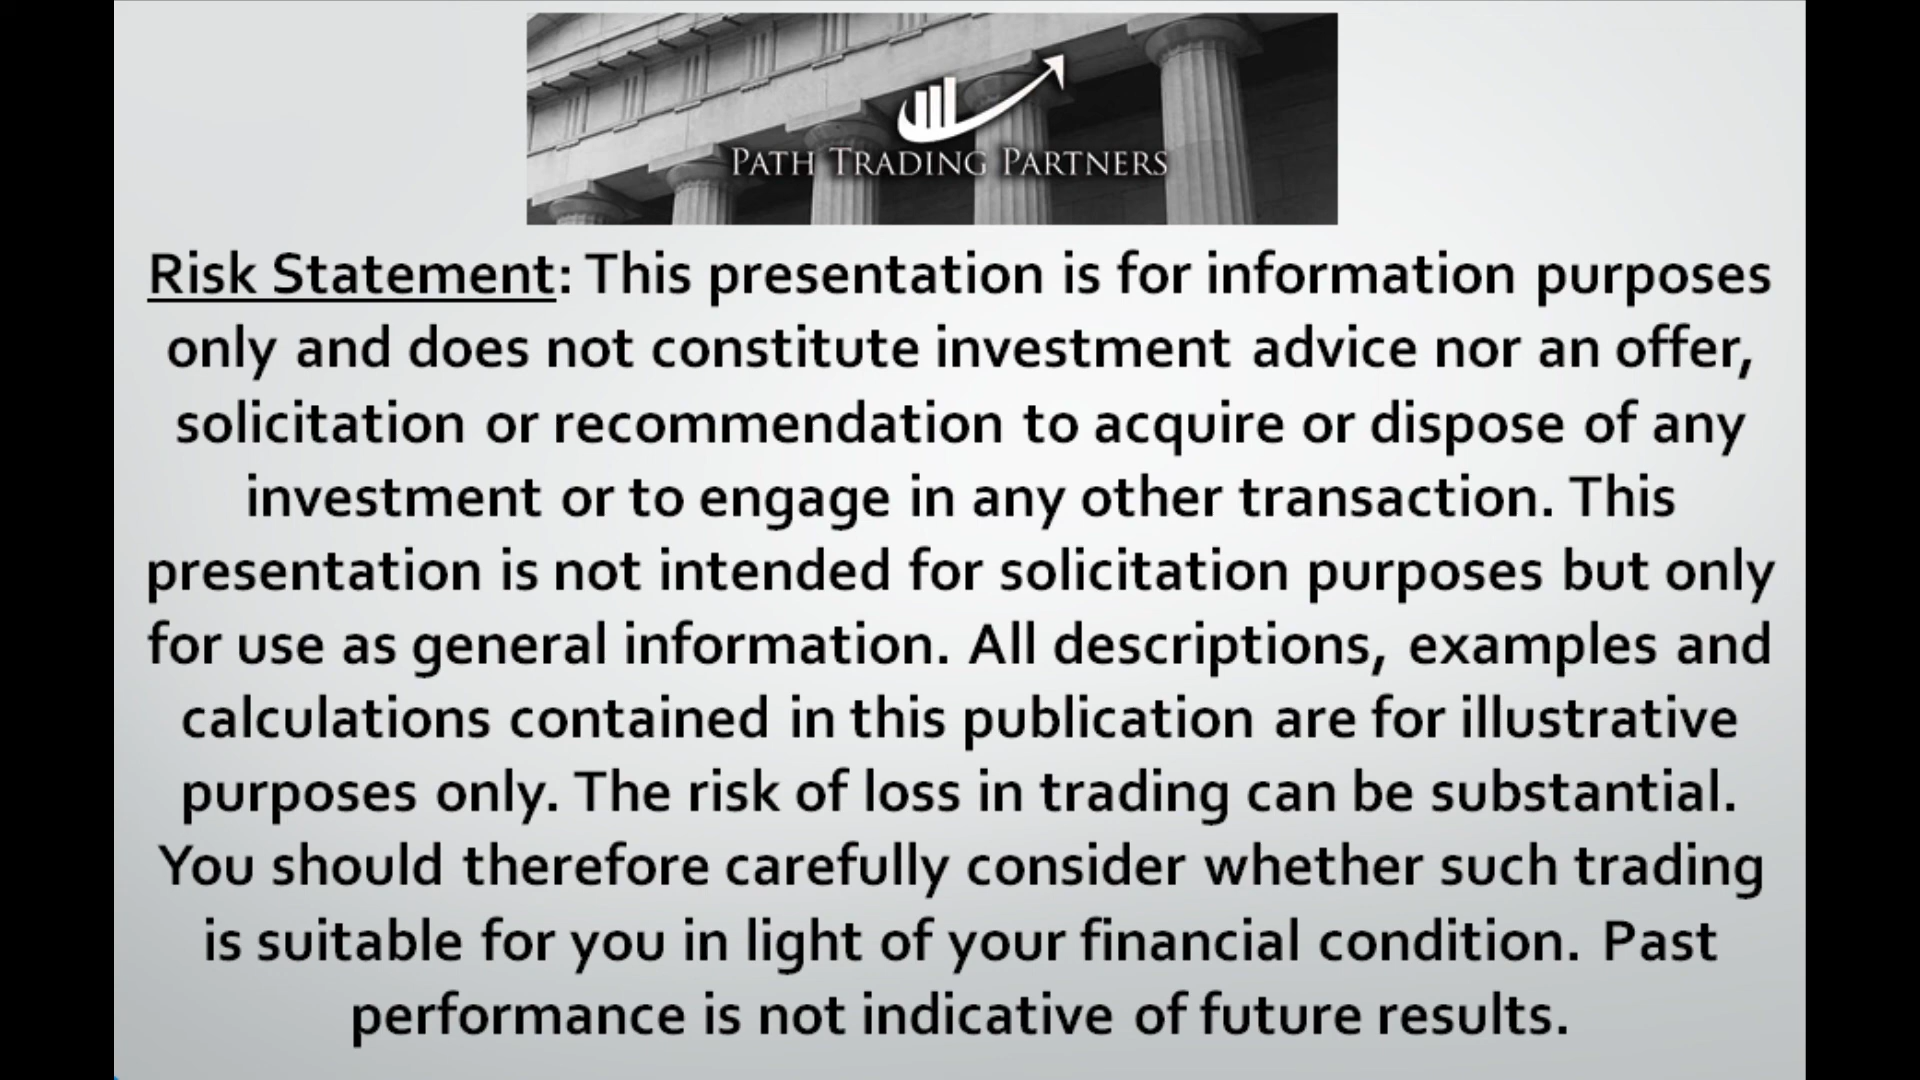 PATH TRADING PARTNERS
Risk Statement: This presentation is for information purposes
only and does not constitute investment advice nor an offer,
solicitation or recommendation to acquire or dispose of any
investment or to engage in any other transaction. This
presentation is not intended for solicitation purposes but only
for use as general information. All descriptions, examples and
calculations contained in this publication are for illustrative
purposes only. The risk of loss in trading can be substantial.
You should therefore carefully consider whether such trading
is suitable for you in light of your financial condition. Past
performance is not indicative of future results.